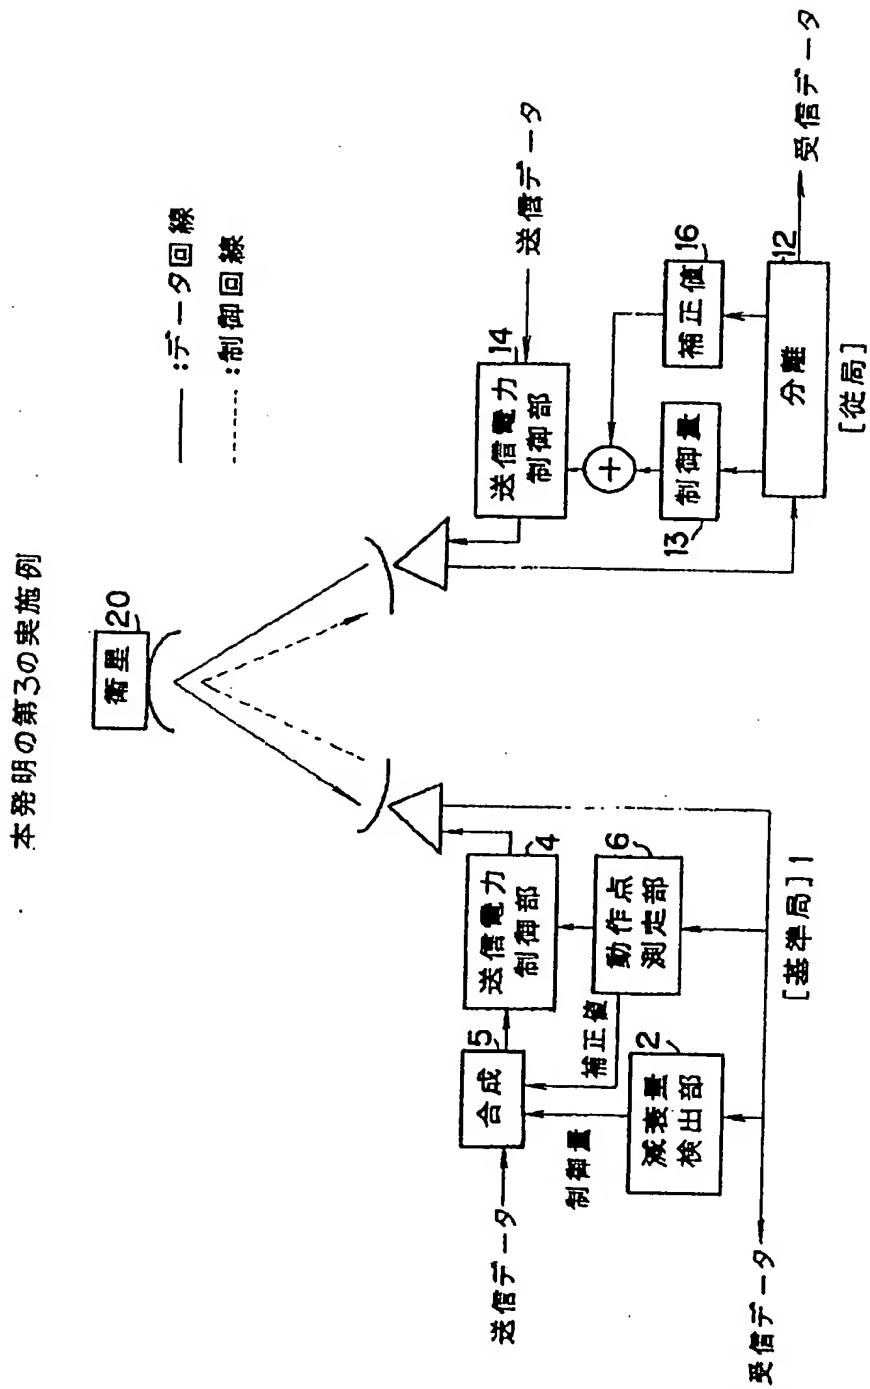 本発明の第3の実施例
衛星
20
——:データ回線
-----:制御回線
送信データ
合成
5
送信電力
制御部
4
動作点
測定部
6
補正値
制御量
減衰量
検出部
2
受信データ
[基準局]1
送信電力
制御部
14
送信データ
+
制御量
13
補正値
16
分離
12
受信データ
[従局]